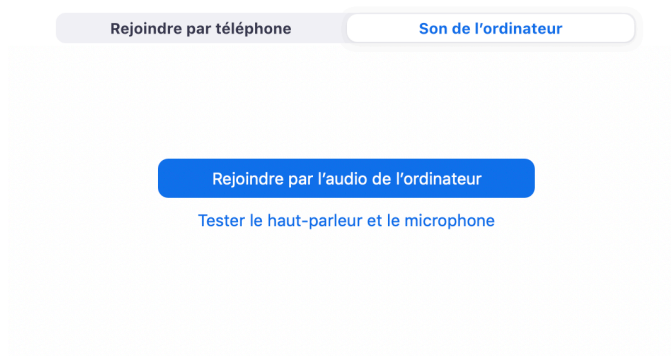 Rejoindre par téléphone
Son de l’ordinateur
Rejoindre par l’audio de l’ordinateur
Tester le haut-parleur et le microphone